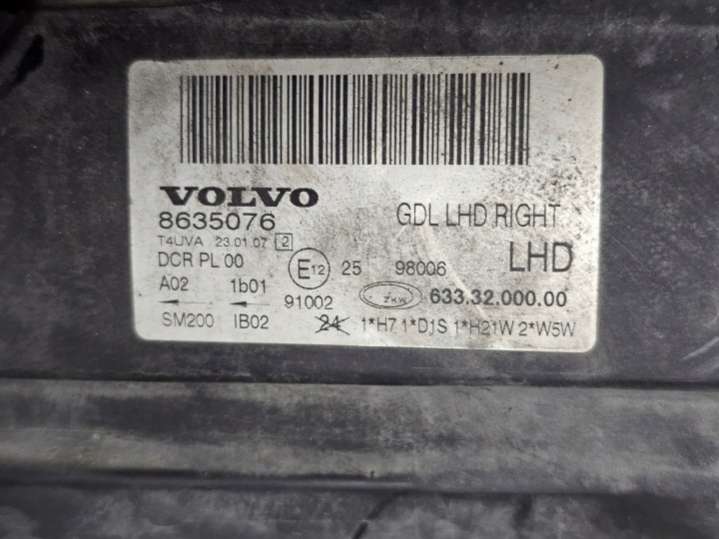 VOLVO
8635076 GDL LHD RIGHT
T4UVA 23.01.07 2
DCR PL 00 E12 25 98006 LHD
A02 1b01 91002 ZKW 633.32.000.00
SM200 IB02 24 1*H7 1*D1S 1*H21W 2*W5W